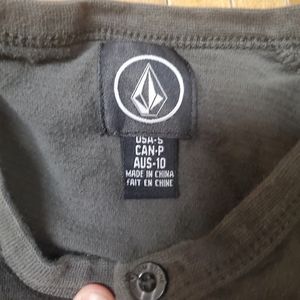 USA-S
CAN-P
AUS-10
MADE IN CHINA
FAIT EN CHINE